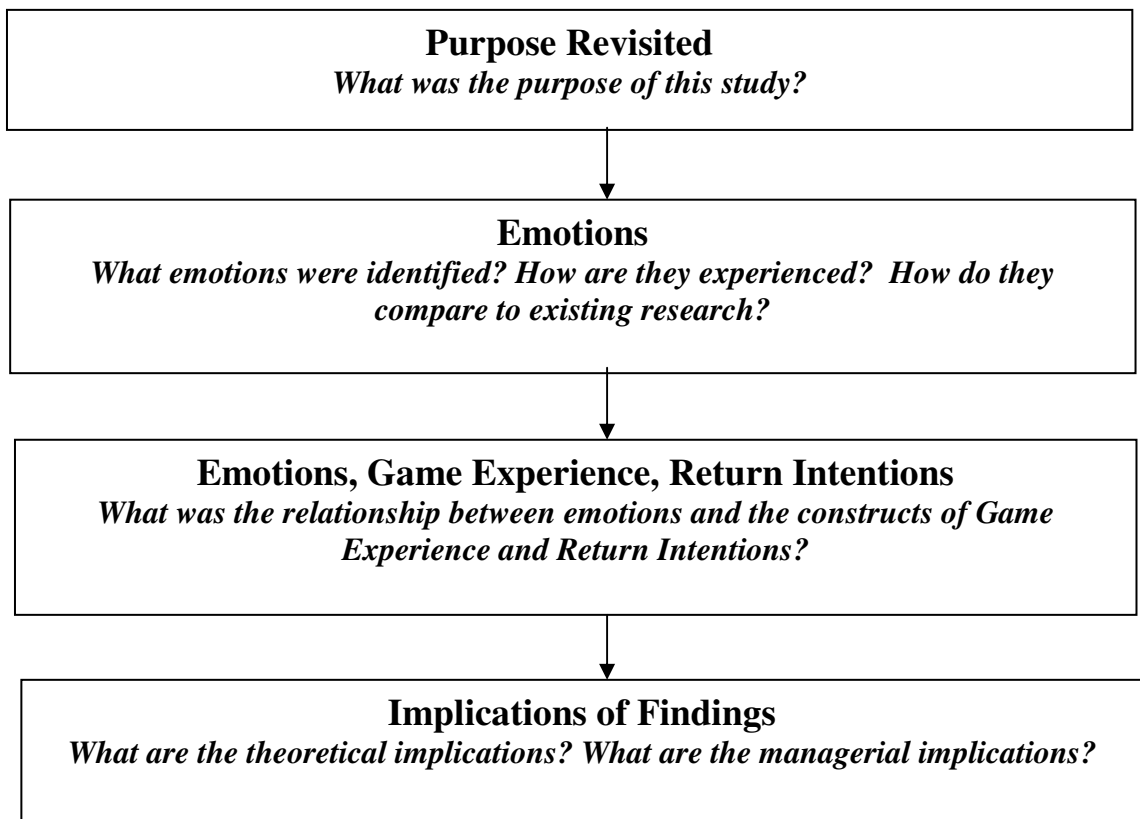 Purpose Revisited
What was the purpose of this study?
Emotions
What emotions were identified? How are they experienced?  How do they
compare to existing research?
Emotions, Game Experience, Return Intentions
What was the relationship between emotions and the constructs of Game
Experience and Return Intentions?
Implications of Findings
What are the theoretical implications? What are the managerial implications?